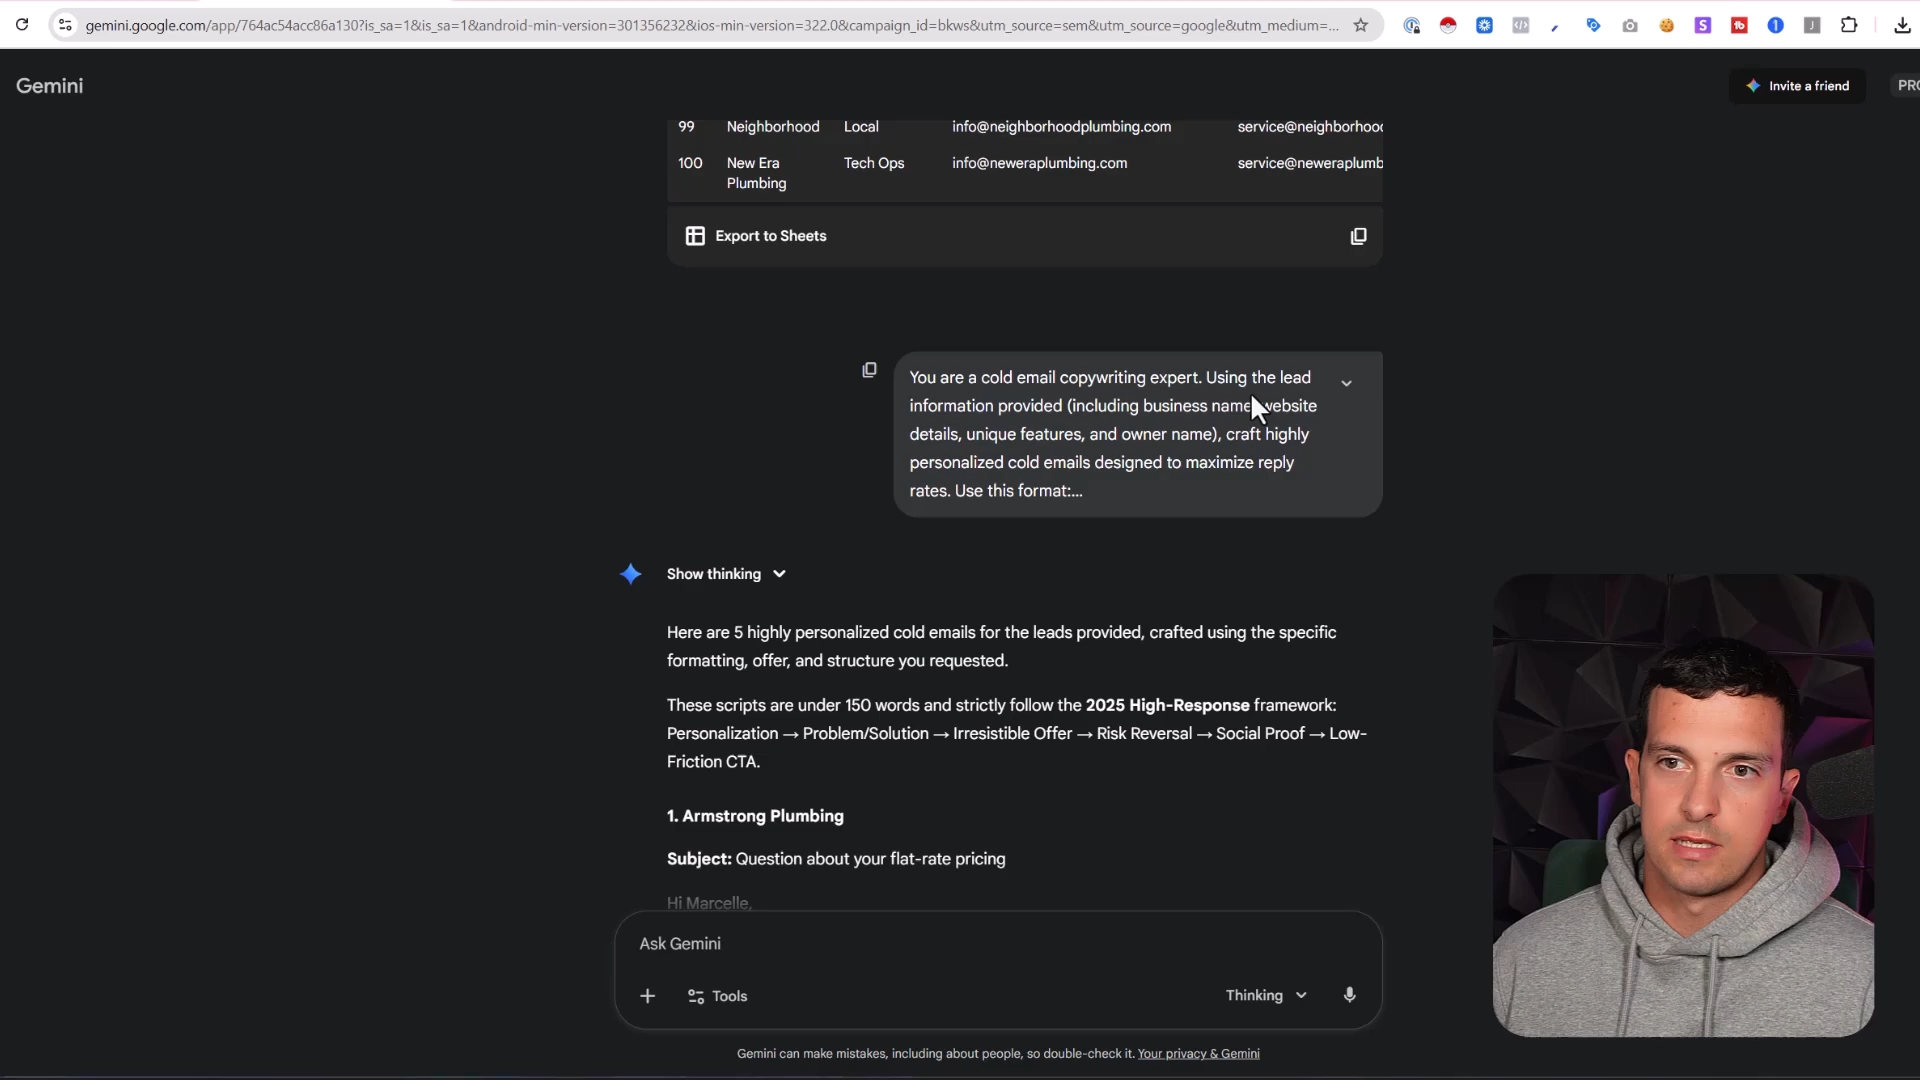 gemini.google.com/app/764ac54acc86a130?is_sa=1&is_sa=1&android-min-version=301356232&ios-min-version=322.0&campaign_id=bkws&utm_source=sem&utm_source=google&utm_medium=...
Gemini
Invite a friend
PRO
99 Neighborhood Local info@neighborhoodplumbing.com service@neighborhood
100 New Era Tech Ops info@neweraplumbing.com service@neweraplumb
Plumbing
Export to Sheets
You are a cold email copywriting expert. Using the lead
information provided (including business name, website
details, unique features, and owner name), craft highly
personalized cold emails designed to maximize reply
rates. Use this format:...
Show thinking
Here are 5 highly personalized cold emails for the leads provided, crafted using the specific
formatting, offer, and structure you requested.
These scripts are under 150 words and strictly follow the 2025 High-Response framework:
Personalization → Problem/Solution → Irresistible Offer → Risk Reversal → Social Proof → Low-
Friction CTA.
1. Armstrong Plumbing
Subject: Question about your flat-rate pricing
Hi Marcelle,
Ask Gemini
Tools
Thinking
Gemini can make mistakes, including about people, so double-check it. Your privacy & Gemini